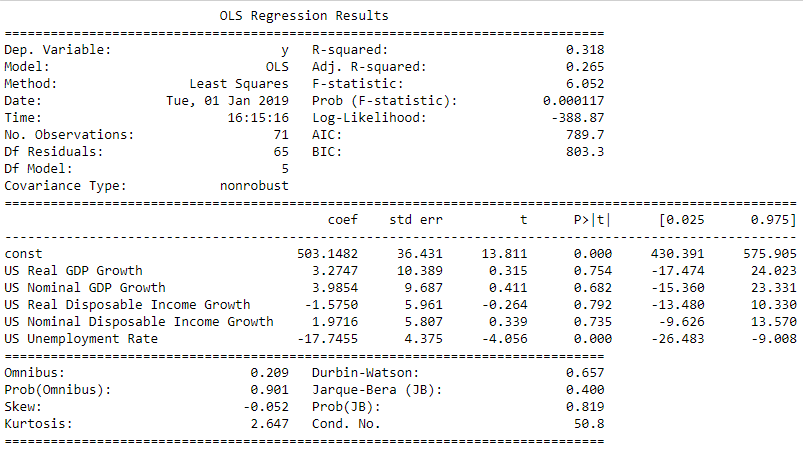 OLS Regression Results
==============================================================================
Dep. Variable: y R-squared: 0.318
Model: OLS Adj. R-squared: 0.265
Method: Least Squares F-statistic: 6.052
Date: Tue, 01 Jan 2019 Prob (F-statistic): 0.000117
Time: 16:15:16 Log-Likelihood: -388.87
No. Observations: 71 AIC: 789.7
Df Residuals: 65 BIC: 803.3
Df Model: 5
Covariance Type: nonrobust
=======================================================================================================
coef std err t P>|t| [0.025 0.975]
-------------------------------------------------------------------------------------------------------
const 503.1482 36.431 13.811 0.000 430.391 575.905
US Real GDP Growth 3.2747 10.389 0.315 0.754 -17.474 24.023
US Nominal GDP Growth 3.9854 9.687 0.411 0.682 -15.360 23.331
US Real Disposable Income Growth -1.5750 5.961 -0.264 0.792 -13.480 10.330
US Nominal Disposable Income Growth 1.9716 5.807 0.339 0.735 -9.626 13.570
US Unemployment Rate -17.7455 4.375 -4.056 0.000 -26.483 -9.008
==============================================================================
Omnibus: 0.209 Durbin-Watson: 0.657
Prob(Omnibus): 0.901 Jarque-Bera (JB): 0.400
Skew: -0.052 Prob(JB): 0.819
Kurtosis: 2.647 Cond. No. 50.8
==============================================================================